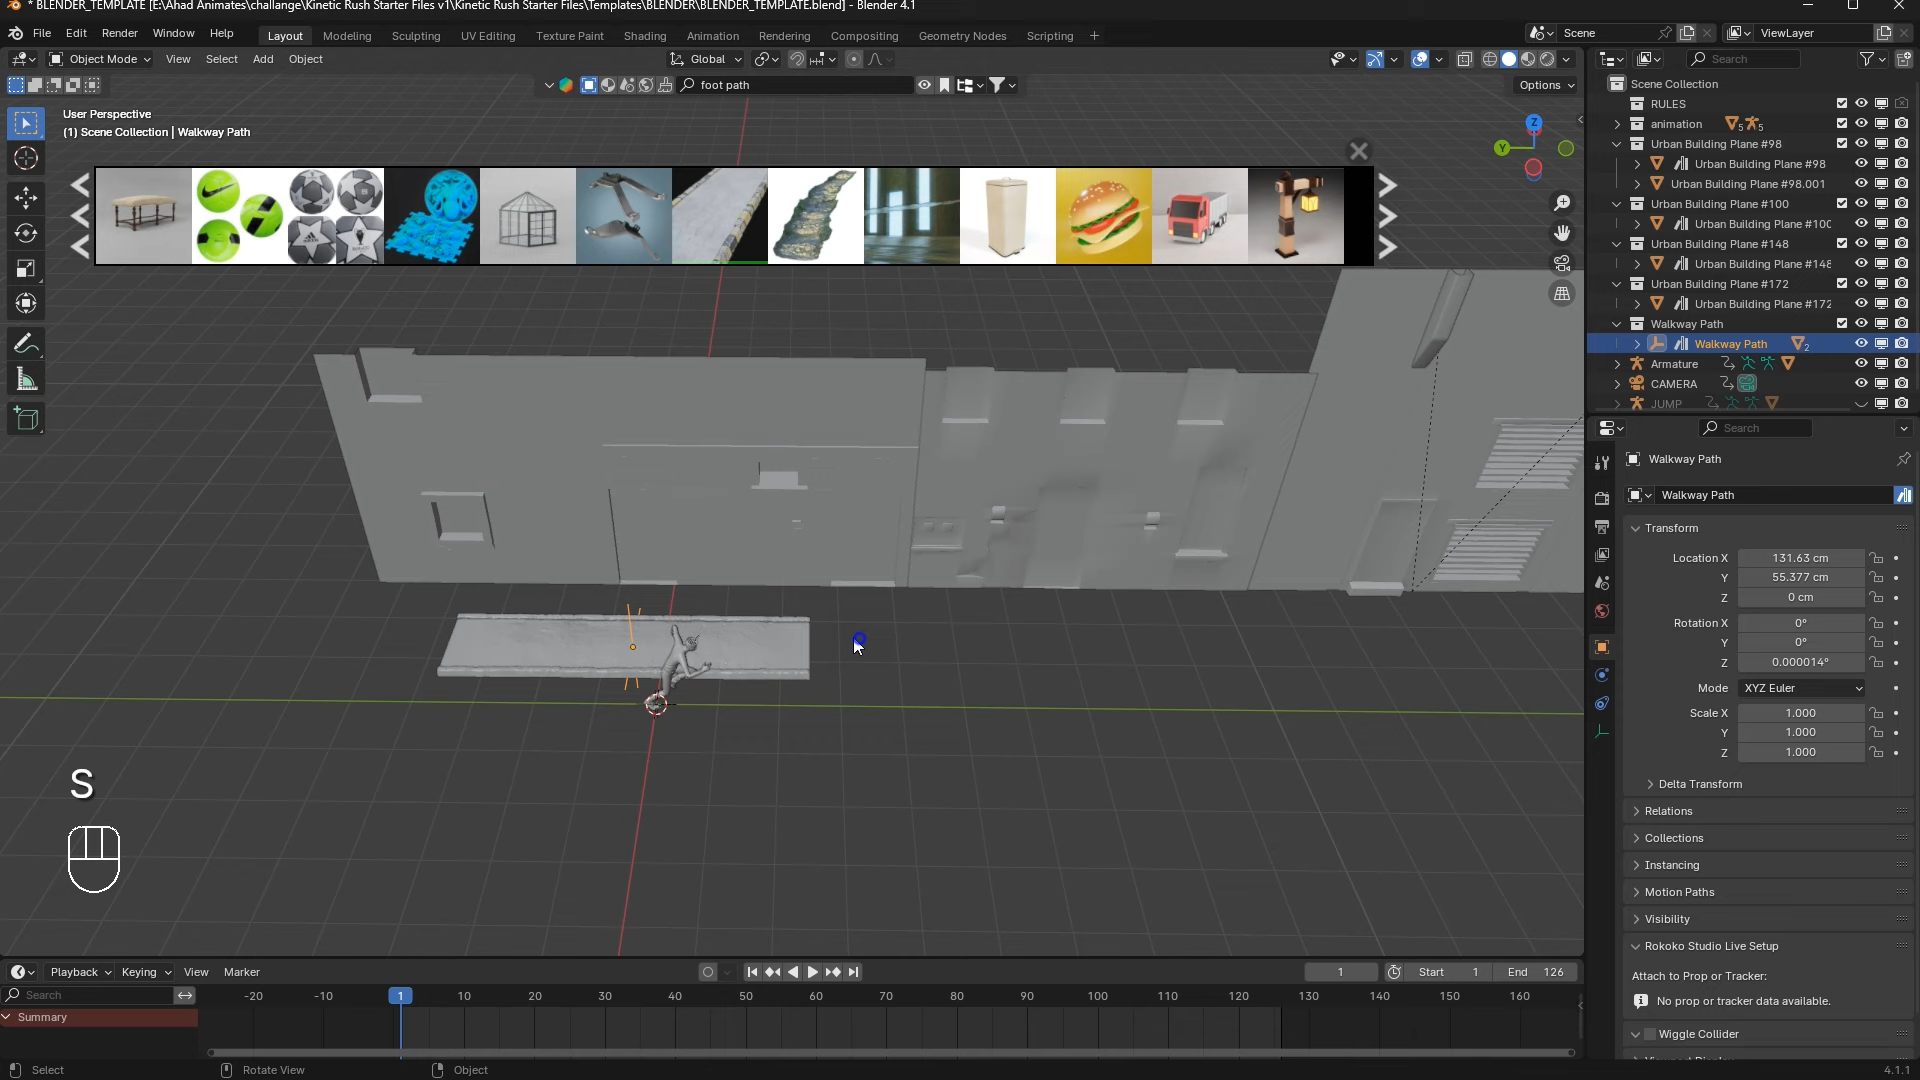 * BLENDER_TEMPLATE [E:\Ahad Animates\challange\Kinetic Rush Starter Files v1\Kinetic Rush Starter Files\Templates\BLENDER\BLENDER_TEMPLATE.blend] - Blender 4.1
File Edit Render Window Help Layout Modeling Sculpting UV Editing Texture Paint Shading Animation Rendering Compositing Geometry Nodes Scripting + Scene ViewLayer
Object Mode View Select Add Object Global Search
foot path Options
User Perspective
(1) Scene Collection | Walkway Path
Z
Y
Scene Collection
RULES
animation 5 5
Urban Building Plane #98
Urban Building Plane #98
Urban Building Plane #98.001
Urban Building Plane #100
Urban Building Plane #100
Urban Building Plane #148
Urban Building Plane #148
Urban Building Plane #172
Urban Building Plane #172
Walkway Path
Walkway Path 2
Armature
CAMERA
JUMP
Search
Walkway Path
Walkway Path
Transform
Location X 131.63 cm
Y 55.377 cm
Z 0 cm
Rotation X 0°
Y 0°
Z 0.000014°
Mode XYZ Euler
Scale X 1.000
Y 1.000
Z 1.000
Delta Transform
Relations
Collections
Instancing
Motion Paths
Visibility
Rokoko Studio Live Setup
Attach to Prop or Tracker:
No prop or tracker data available.
Wiggle Collider
S
Playback Keying View Marker 1 Start 1 End 126
Search -20 -10 1 10 20 30 40 50 60 70 80 90 100 110 120 130 140 150 160
Summary
Select Rotate View Object 4.1.1